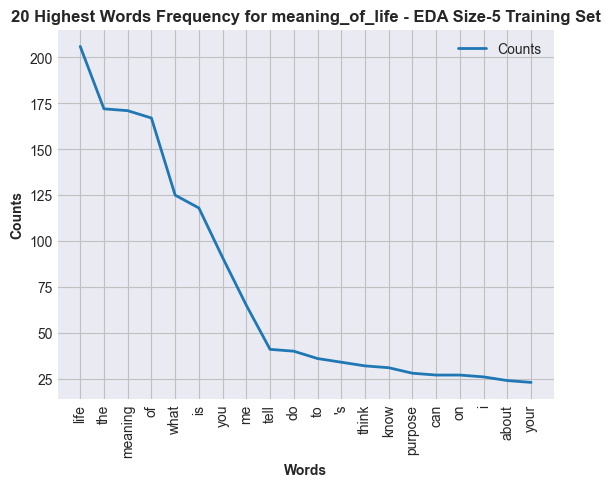 20 Highest Words Frequency for meaning_of_life - EDA Size-5 Training Set
Counts
200
175
150
125
100
75
50
25
Counts
life
the
meaning
of
what
is
you
me
tell
do
to
's
think
know
purpose
can
on
i
about
your
Words